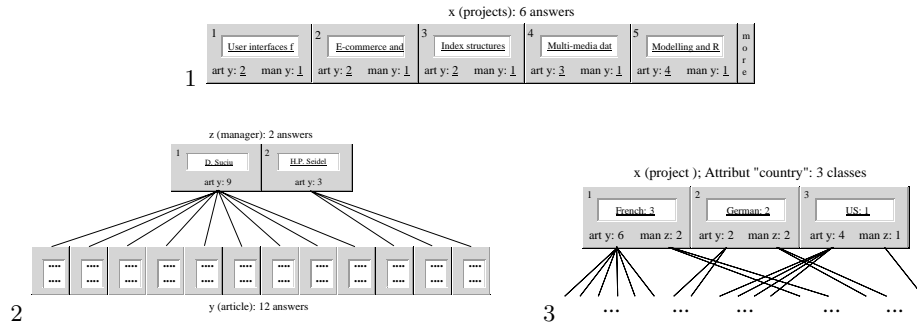 x (projects): 6 answers
1 2 3 4 5 more
User interfaces f E-commerce and Index structures Multi-media dat Modelling and R
art y: 2 man y: 1 art y: 2 man y: 1 art y: 2 man y: 1 art y: 3 man y: 1 art y: 4 man y: 1
1
z (manager): 2 answers
1 2
D. Suciu H.P. Seidel
art y: 9 art y: 3
y (article): 12 answers
2
x (project ); Attribut "country": 3 classes
1 2 3
French: 3 German: 2 US: 1
art y: 6 man z: 2 art y: 2 man z: 2 art y: 4 man z: 1
... ... ... ... ...
3